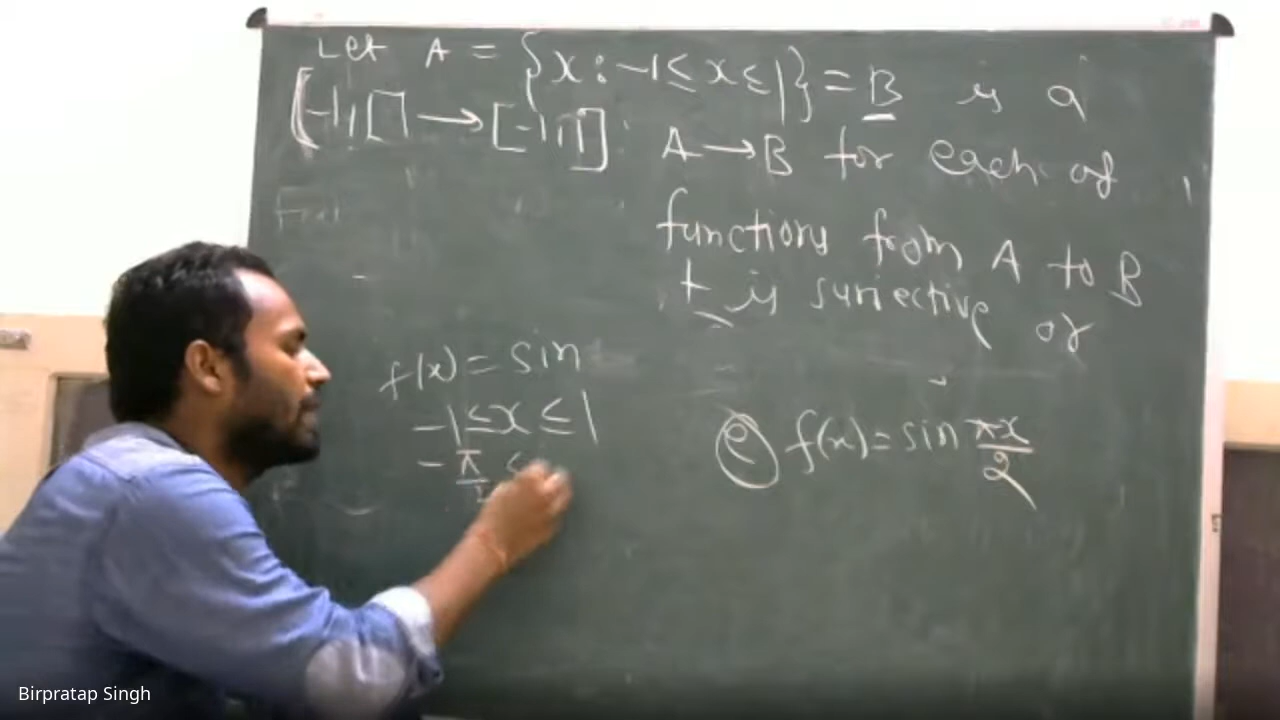 Let A = {x : -1 ≤ x ≤ 1} = B is a
[-1,1] → [-1,1]
A → B for each of
functions from A to B
f is surjective or
f(x) = sin
-1 ≤ x ≤ 1
- π/2 ≤
(e) f(x) = sin πx/2
Birpratap Singh